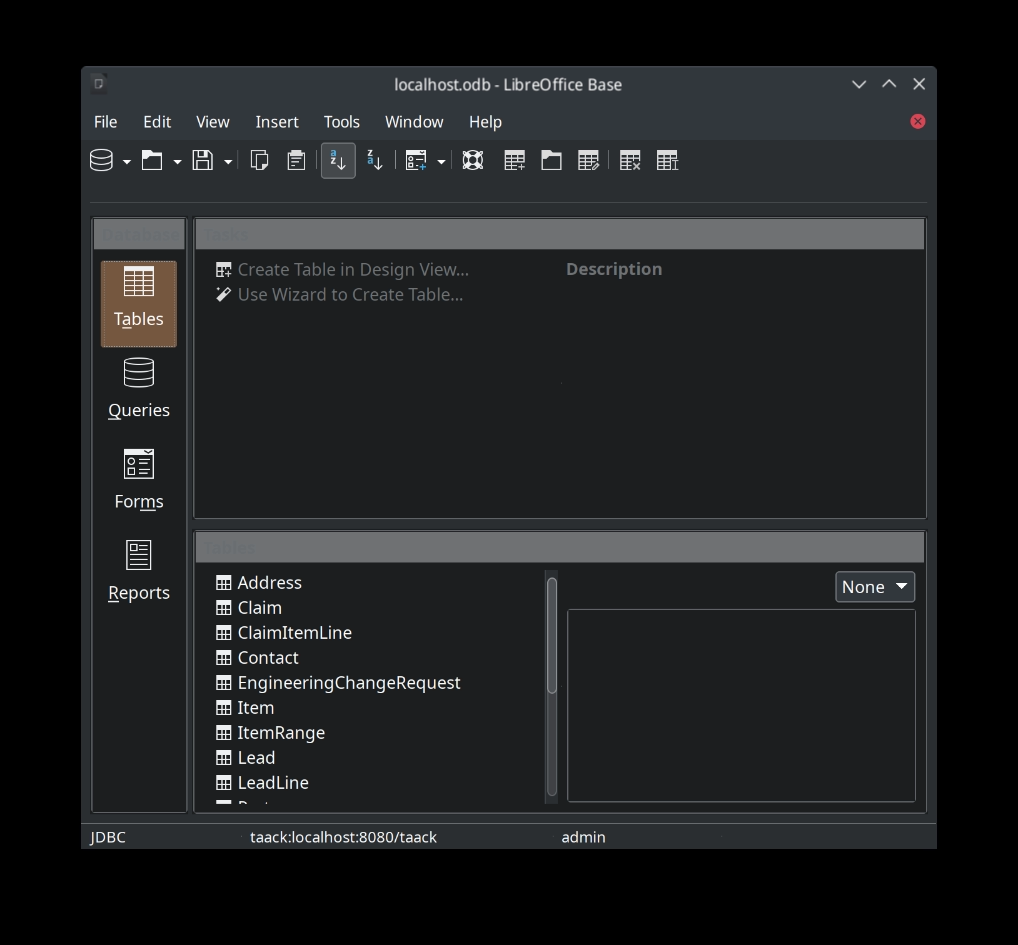 localhost.odb - LibreOffice Base
File Edit View Insert Tools Window Help
Database
Tasks
Tables
Queries
Forms
Reports
Create Table in Design View...
Use Wizard to Create Table...
Description
Tables
Address
Claim
ClaimItemLine
Contact
EngineeringChangeRequest
Item
ItemRange
Lead
LeadLine
None
JDBC taack:localhost:8080/taack admin